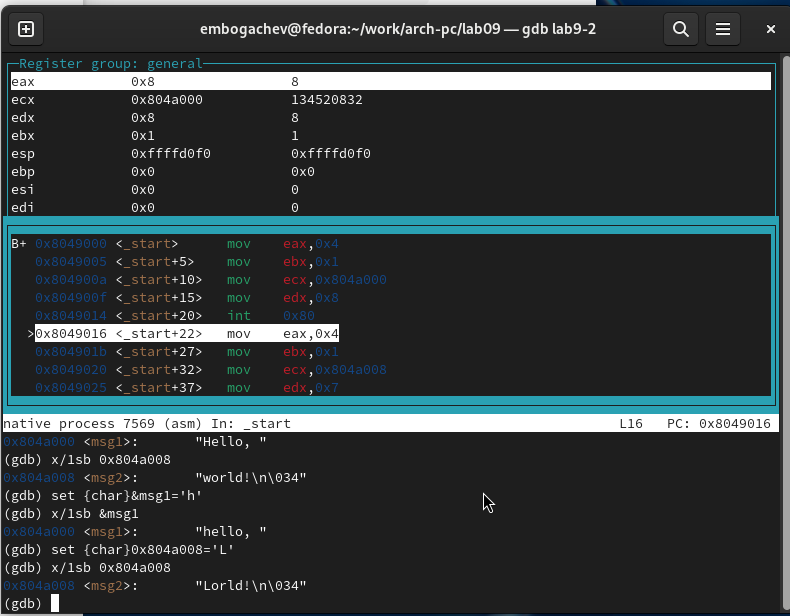 embogachev@fedora:~/work/arch-pc/lab09 — gdb lab9-2
Register group: general
eax 0x8 8
ecx 0x804a000 134520832
edx 0x8 8
ebx 0x1 1
esp 0xffffd0f0 0xffffd0f0
ebp 0x0 0x0
esi 0x0 0
edi 0x0 0
B+ 0x8049000 <_start> mov eax,0x4
0x8049005 <_start+5> mov ebx,0x1
0x804900a <_start+10> mov ecx,0x804a000
0x804900f <_start+15> mov edx,0x8
0x8049014 <_start+20> int 0x80
>0x8049016 <_start+22> mov eax,0x4
0x804901b <_start+27> mov ebx,0x1
0x8049020 <_start+32> mov ecx,0x804a008
0x8049025 <_start+37> mov edx,0x7
native process 7569 (asm) In: _start L16 PC: 0x8049016
0x804a000 <msg1>: "Hello, "
(gdb) x/1sb 0x804a008
0x804a008 <msg2>: "world!\n\034"
(gdb) set {char}&msg1='h'
(gdb) x/1sb &msg1
0x804a000 <msg1>: "hello, "
(gdb) set {char}0x804a008='L'
(gdb) x/1sb 0x804a008
0x804a008 <msg2>: "Lorld!\n\034"
(gdb)